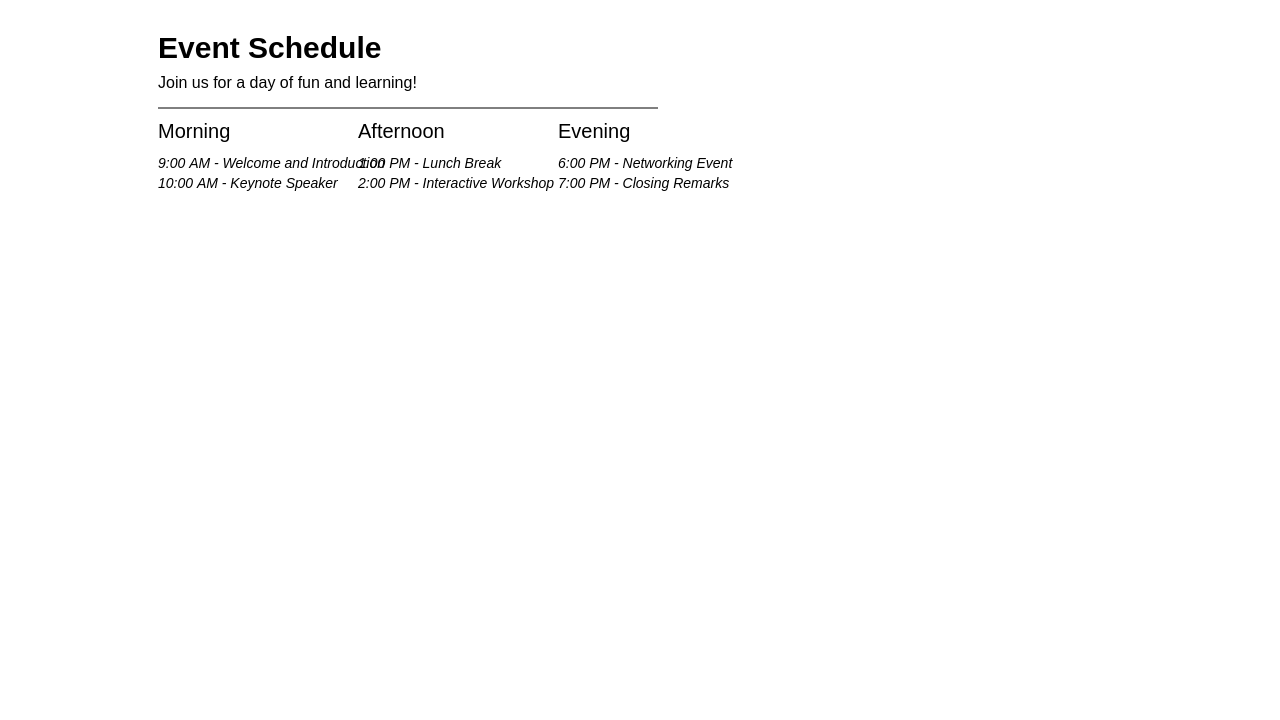 Event Schedule
Join us for a day of fun and learning!
Morning
9:00 AM - Welcome and Introduction
10:00 AM - Keynote Speaker
Afternoon
1:00 PM - Lunch Break
2:00 PM - Interactive Workshop
Evening
6:00 PM - Networking Event
7:00 PM - Closing Remarks